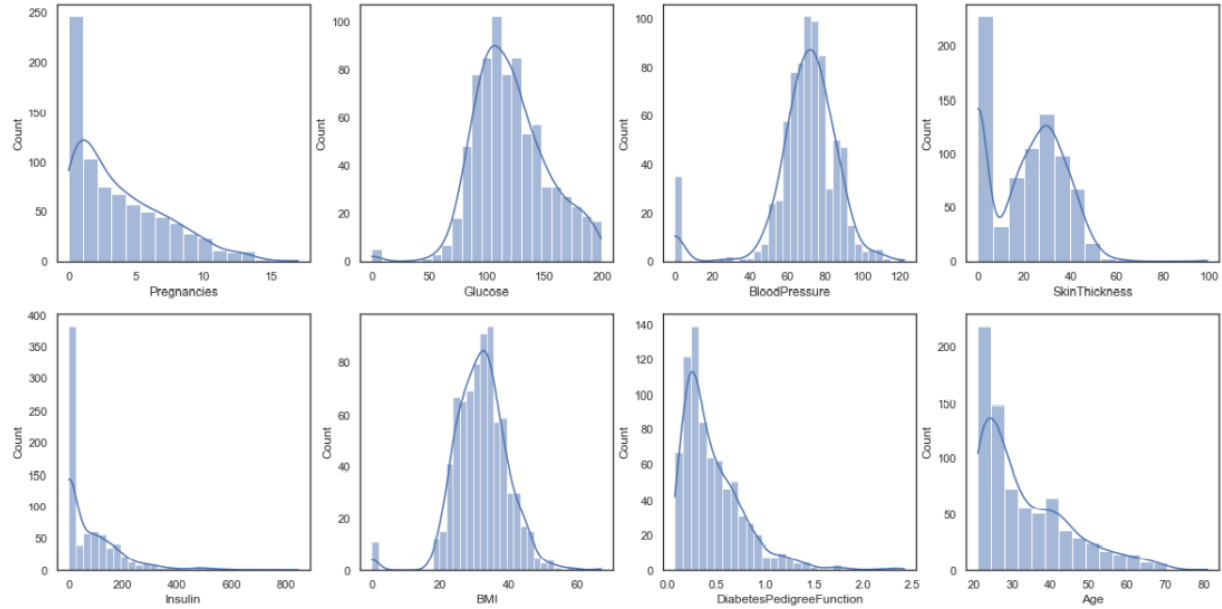 250
200
150
100
50
0
Count
0 5 10 15
Pregnancies
100
80
60
40
20
0
Count
0 50 100 150 200
Glucose
100
80
60
40
20
0
Count
0 20 40 60 80 100 120
BloodPressure
200
150
100
50
0
Count
0 20 40 60 80 100
SkinThickness
400
350
300
250
200
150
100
50
0
Count
0 200 400 600 800
Insulin
80
60
40
20
0
Count
0 20 40 60
BMI
140
120
100
80
60
40
20
0
Count
0.0 0.5 1.0 1.5 2.0 2.5
DiabetesPedigreeFunction
200
150
100
50
0
Count
20 30 40 50 60 70 80
Age